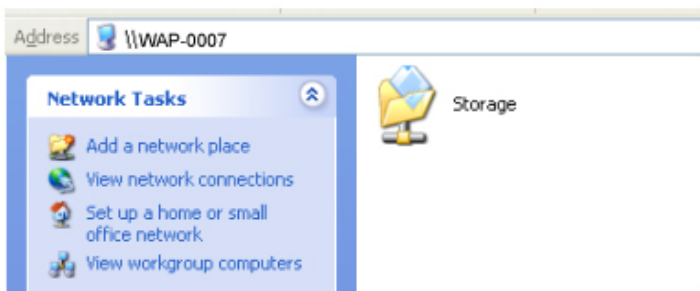 Address \\WAP-0007
Network Tasks
Storage
Add a network place
View network connections
Set up a home or small
office network
View workgroup computers